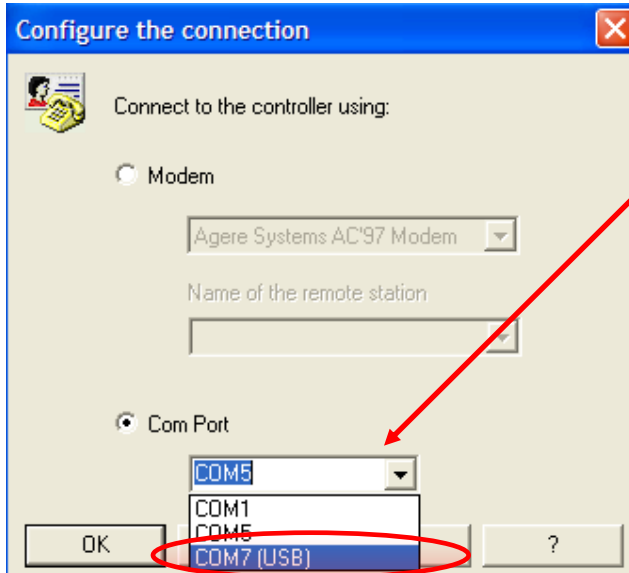 Configure the connection
Connect to the controller using:
Modem
Agere Systems AC'97 Modem
Name of the remote station
Com Port
COM5
COM1
COM5
COM7 (USB)
OK
?